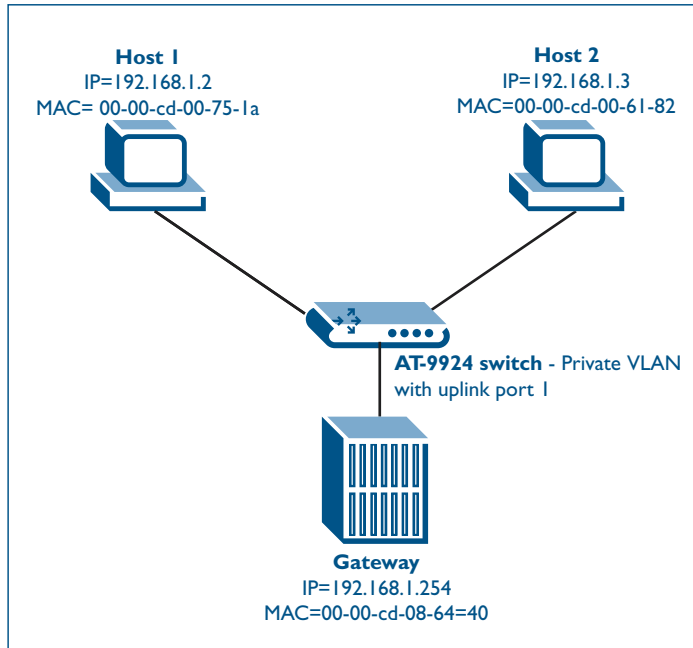 Host 1
IP=192.168.1.2
MAC= 00-00-cd-00-75-1a
Host 2
IP=192.168.1.3
MAC=00-00-cd-00-61-82
AT-9924 switch - Private VLAN
with uplink port 1
Gateway
IP=192.168.1.254
MAC=00-00-cd-08-64=40